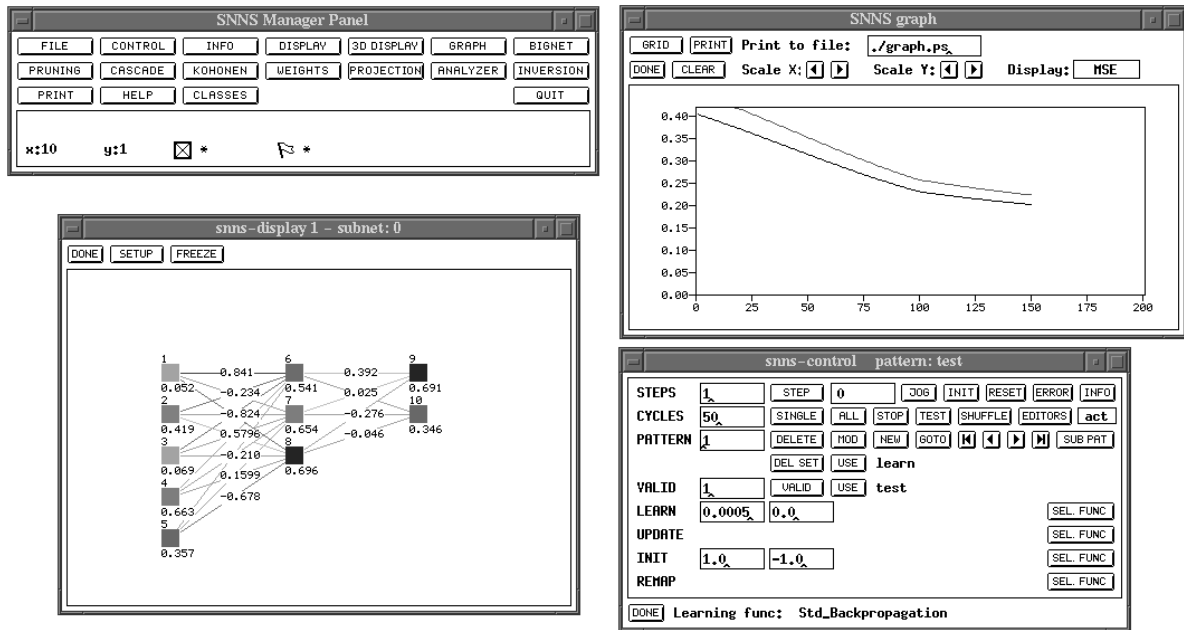 SNNS Manager Panel
FILE CONTROL INFO DISPLAY 3D DISPLAY GRAPH BIGNET
PRUNING CASCADE KOHONEN WEIGHTS PROJECTION ANALYZER INVERSION
PRINT HELP CLASSES QUIT
x:10 y:1 * *
SNNS graph
GRID PRINT Print to file: ./graph.ps
DONE CLEAR Scale X: Scale Y: Display: MSE
0.40
0.35
0.30
0.25
0.20
0.15
0.10
0.05
0.00
0 25 50 75 100 125 150 175 200
snns-display 1 - subnet: 0
DONE SETUP FREEZE
1 6 9
0.841 0.392
0.052 -0.234 0.541 0.025 0.691
2 7 10
-0.824 -0.276
0.419 0.5796 0.654 -0.046 0.346
3 8
-0.210
0.069 0.1599 0.696
4
-0.678
0.663
5
0.357
snns-control pattern: test
STEPS 1 STEP 0 JOG INIT RESET ERROR INFO
CYCLES 50 SINGLE ALL STOP TEST SHUFFLE EDITORS act
PATTERN 1 DELETE MOD NEW GOTO SUB PAT
DEL SET USE learn
VALID 1 VALID USE test
LEARN 0.0005 0.0 SEL. FUNC
UPDATE SEL. FUNC
INIT 1.0 -1.0 SEL. FUNC
REMAP SEL. FUNC
DONE Learning func: Std_Backpropagation